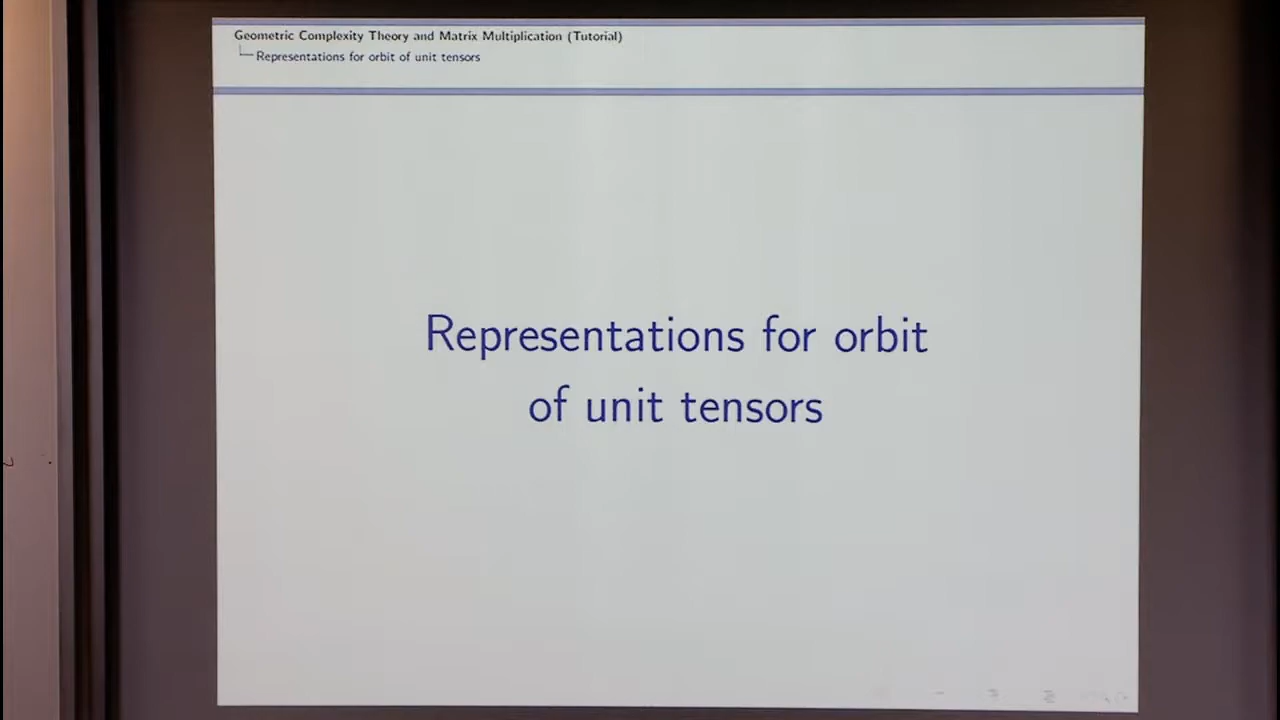 Geometric Complexity Theory and Matrix Multiplication (Tutorial)
Representations for orbit of unit tensors
Representations for orbit
of unit tensors